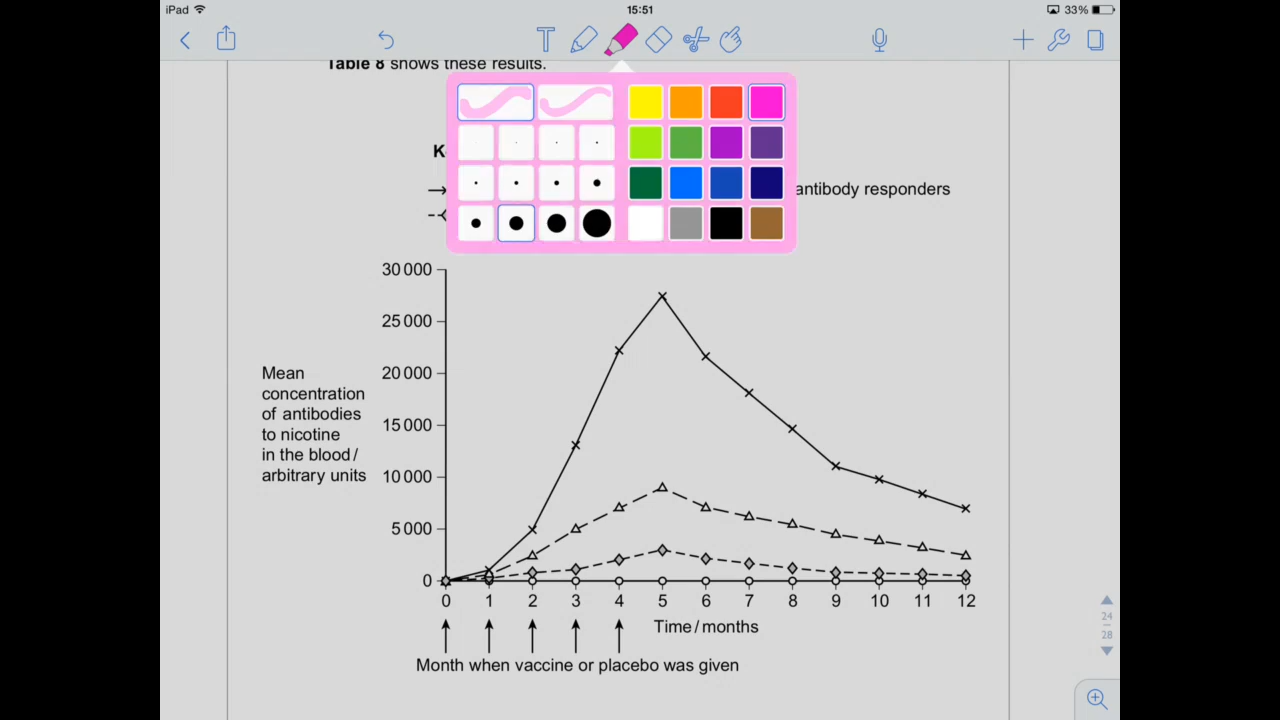 iPad 15:51 33%
T
Table 8 shows these results.
K
antibody responders
30 000
25 000
20 000
15 000
10 000
5 000
0
Mean
concentration
of antibodies
to nicotine
in the blood /
arbitrary units
0 1 2 3 4 5 6 7 8 9 10 11 12
Time / months
Month when vaccine or placebo was given
24
28